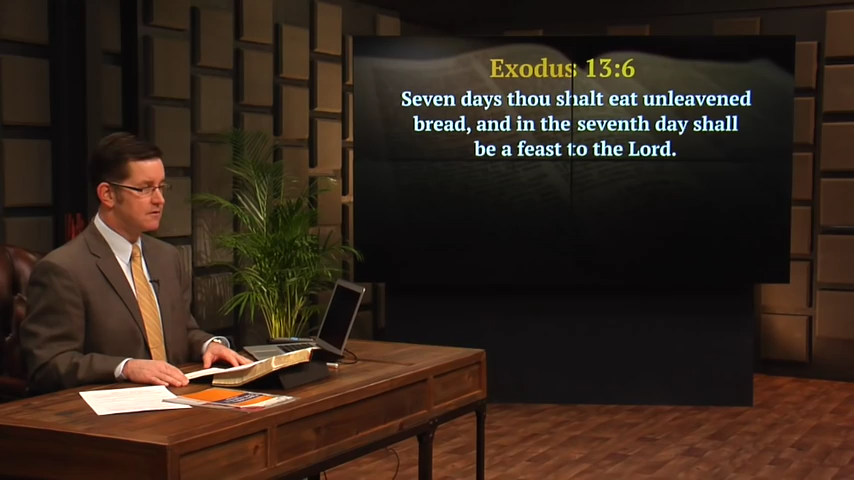 Exodus 13:6
Seven days thou shalt eat unleavened
bread, and in the seventh day shall
be a feast to the Lord.